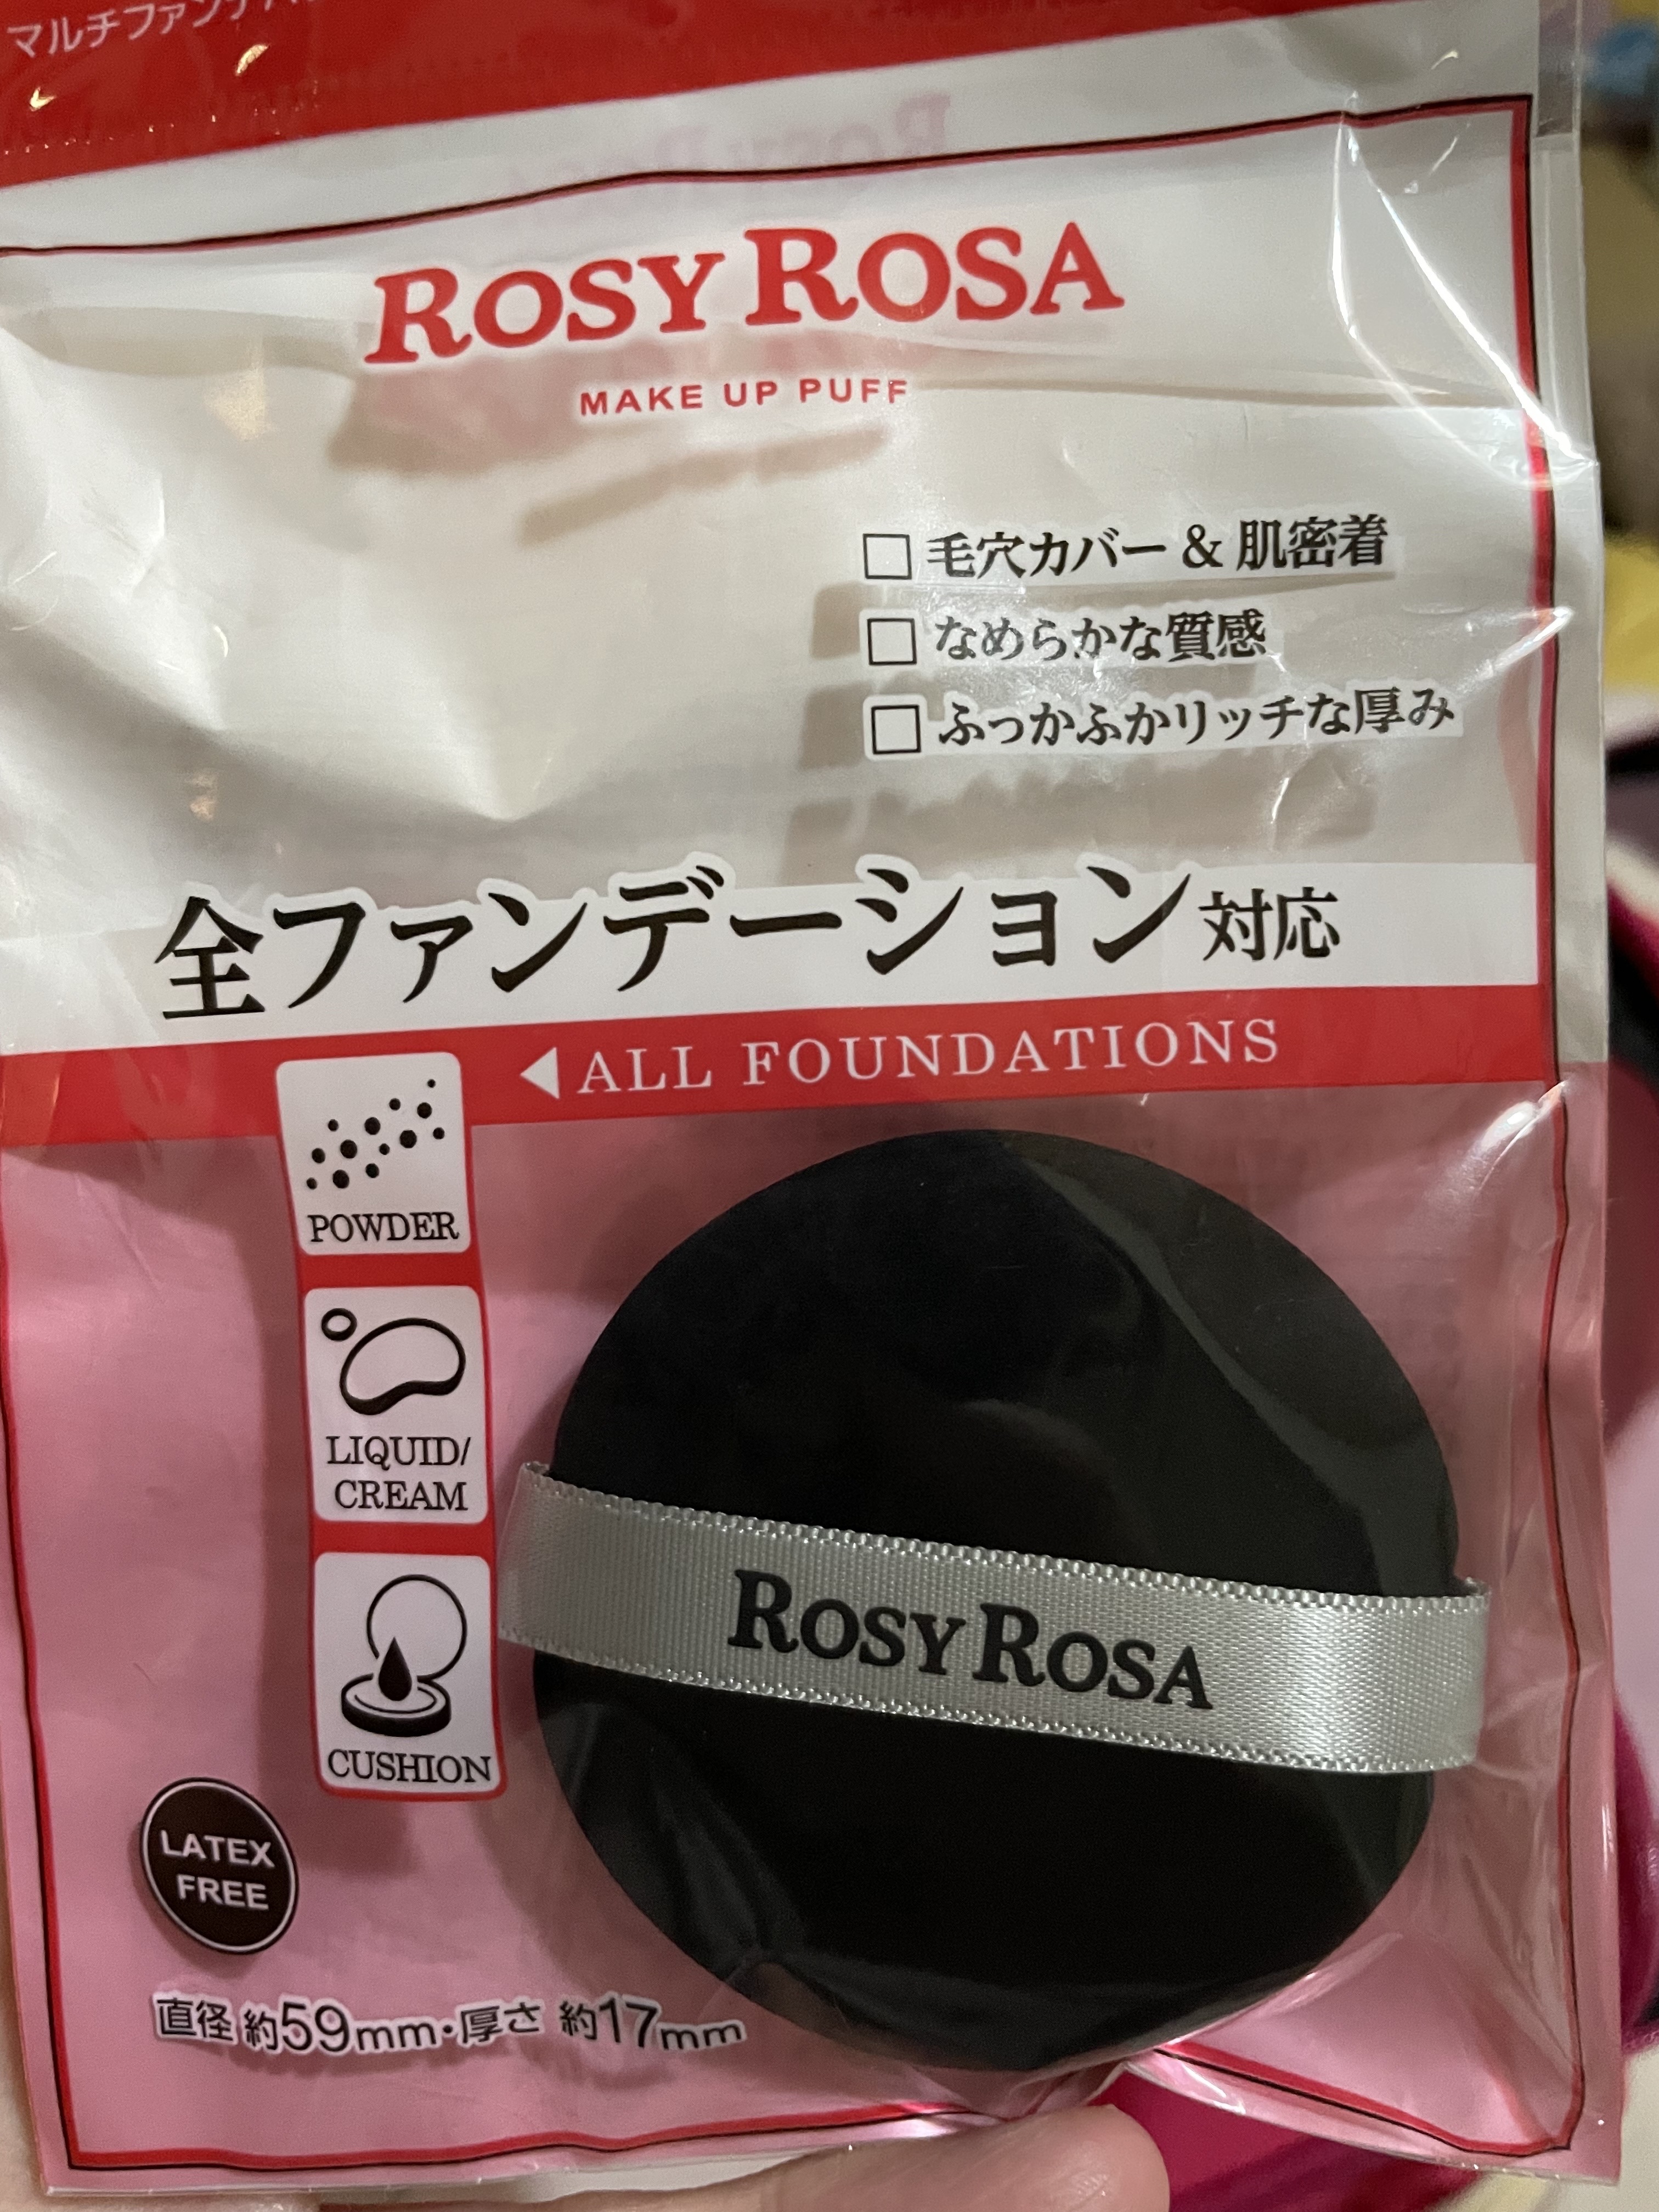 ROSY ROSA
MAKE UP PUFF
毛穴カバー & 肌密着
なめらかな質感
ふっかふかリッチな厚み
全ファンデーション対応
ALL FOUNDATIONS
POWDER
LIQUID/
CREAM
CUSHION
ROSY ROSA
LATEX
FREE
直径 約59mm・厚さ 約17mm